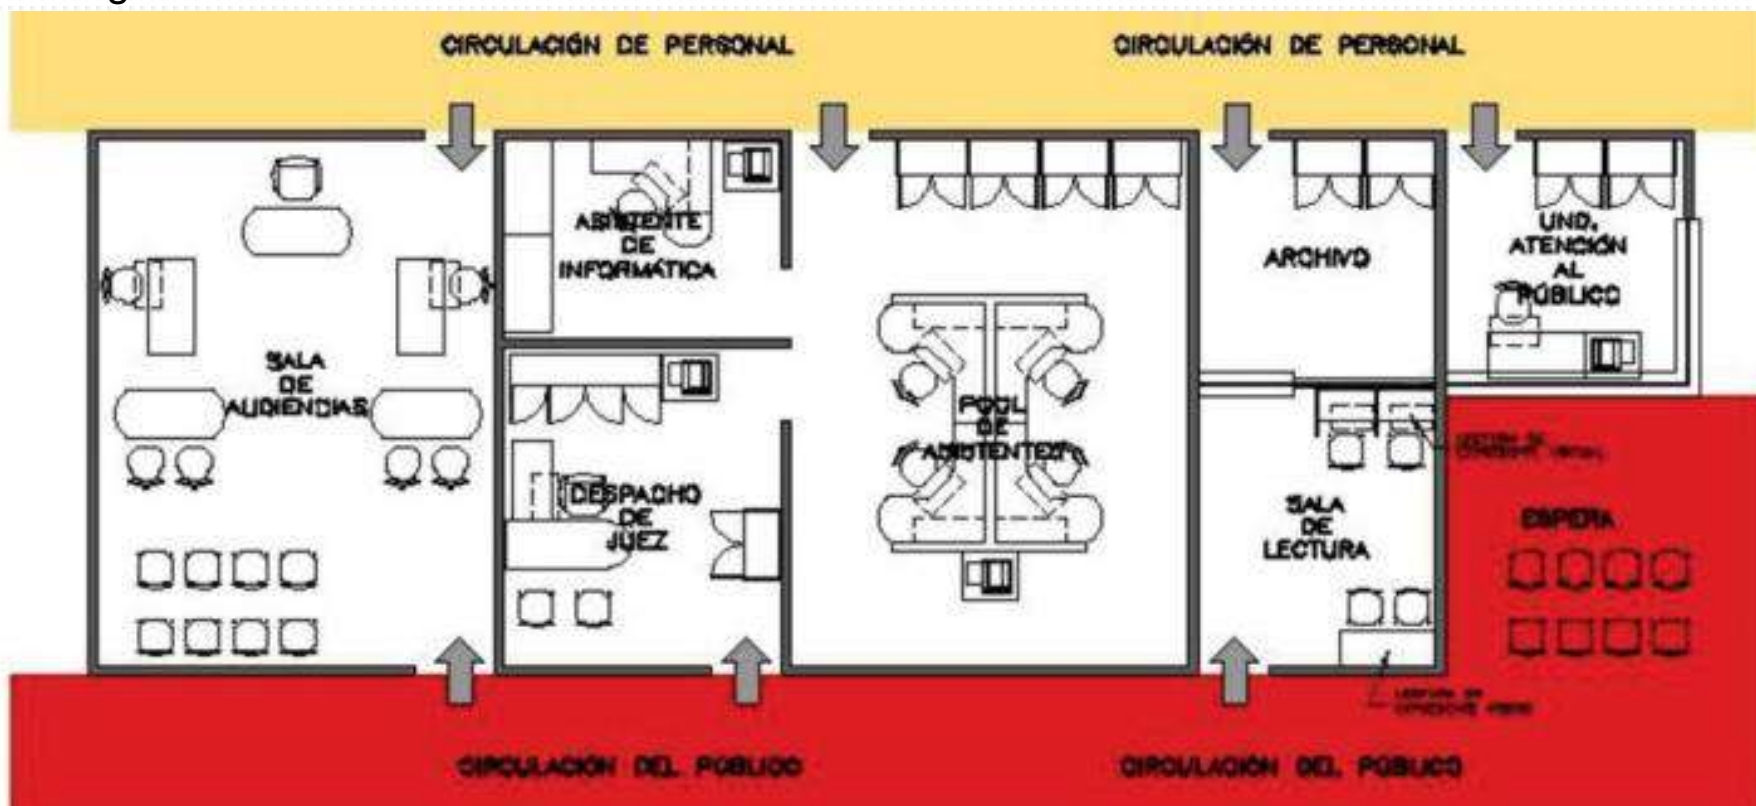 CIRCULACIÓN DE PERSONAL
CIRCULACIÓN DE PERSONAL
ASISTENTE
DE
INFORMÁTICA
UND.
ATENCIÓN
AL
PÚBLICO
ARCHIVO
SALA
DE
AUDIENCIAS
POOL
DE
ASISTENTES
DESPACHO
DE
JUEZ
SALA
DE
LECTURA
ESPERA
CIRCULACIÓN DEL PÚBLICO
CIRCULACIÓN DEL PÚBLICO